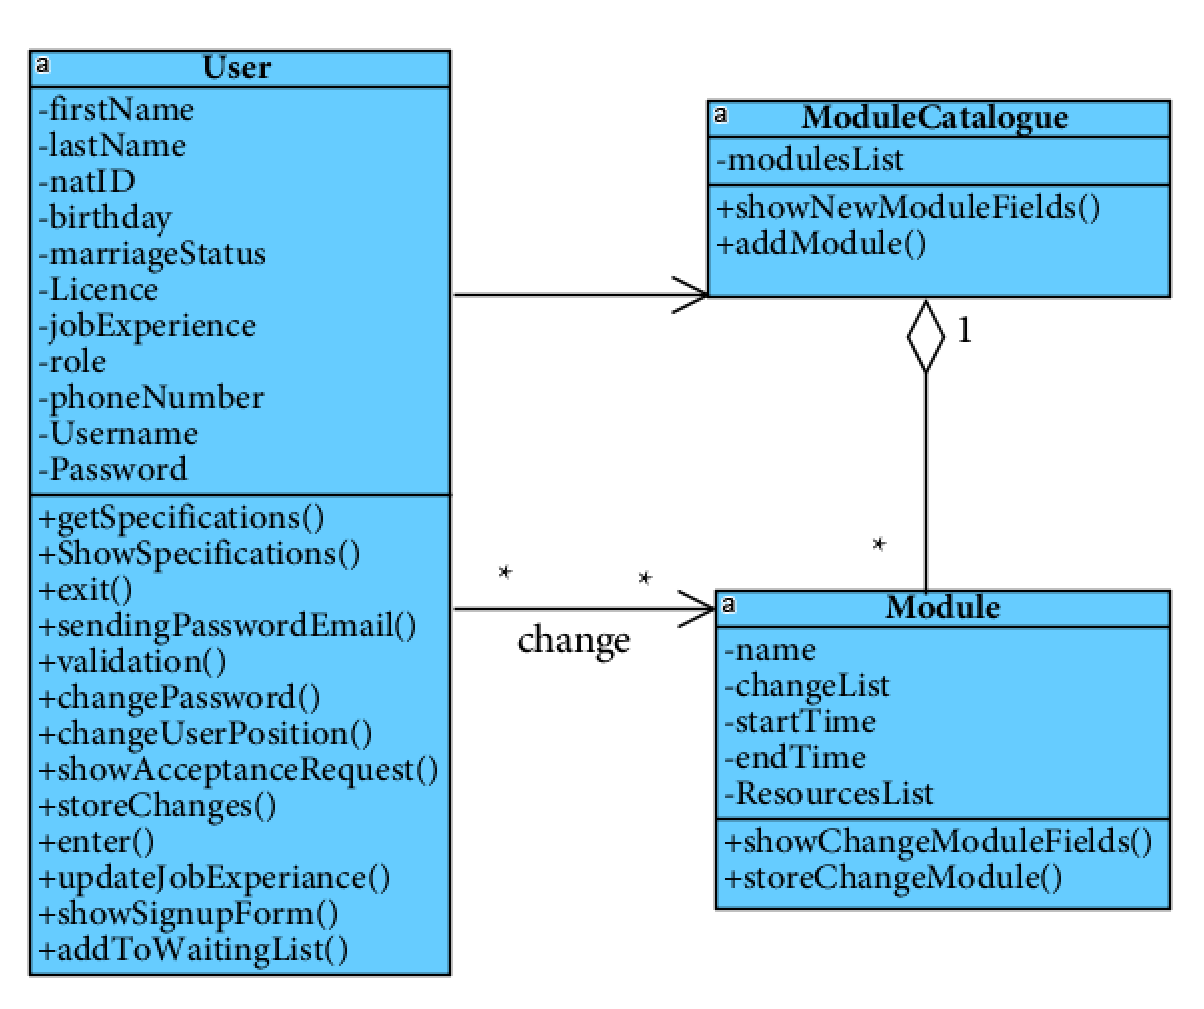 a
User
-firstName
-lastName
-natID
-birthday
-marriageStatus
-Licence
-jobExperience
-role
-phoneNumber
-Username
-Password
+getSpecifications()
+ShowSpecifications()
+exit()
+sendingPasswordEmail()
+validation()
+changePassword()
+changeUserPosition()
+showAcceptanceRequest()
+storeChanges()
+enter()
+updateJobExperiance()
+showSignupForm()
+addToWaitingList()
a
ModuleCatalogue
-modulesList
+showNewModuleFields()
+addModule()
1
*
* *
change
a
Module
-name
-changeList
-startTime
-endTime
-ResourcesList
+showChangeModuleFields()
+storeChangeModule()